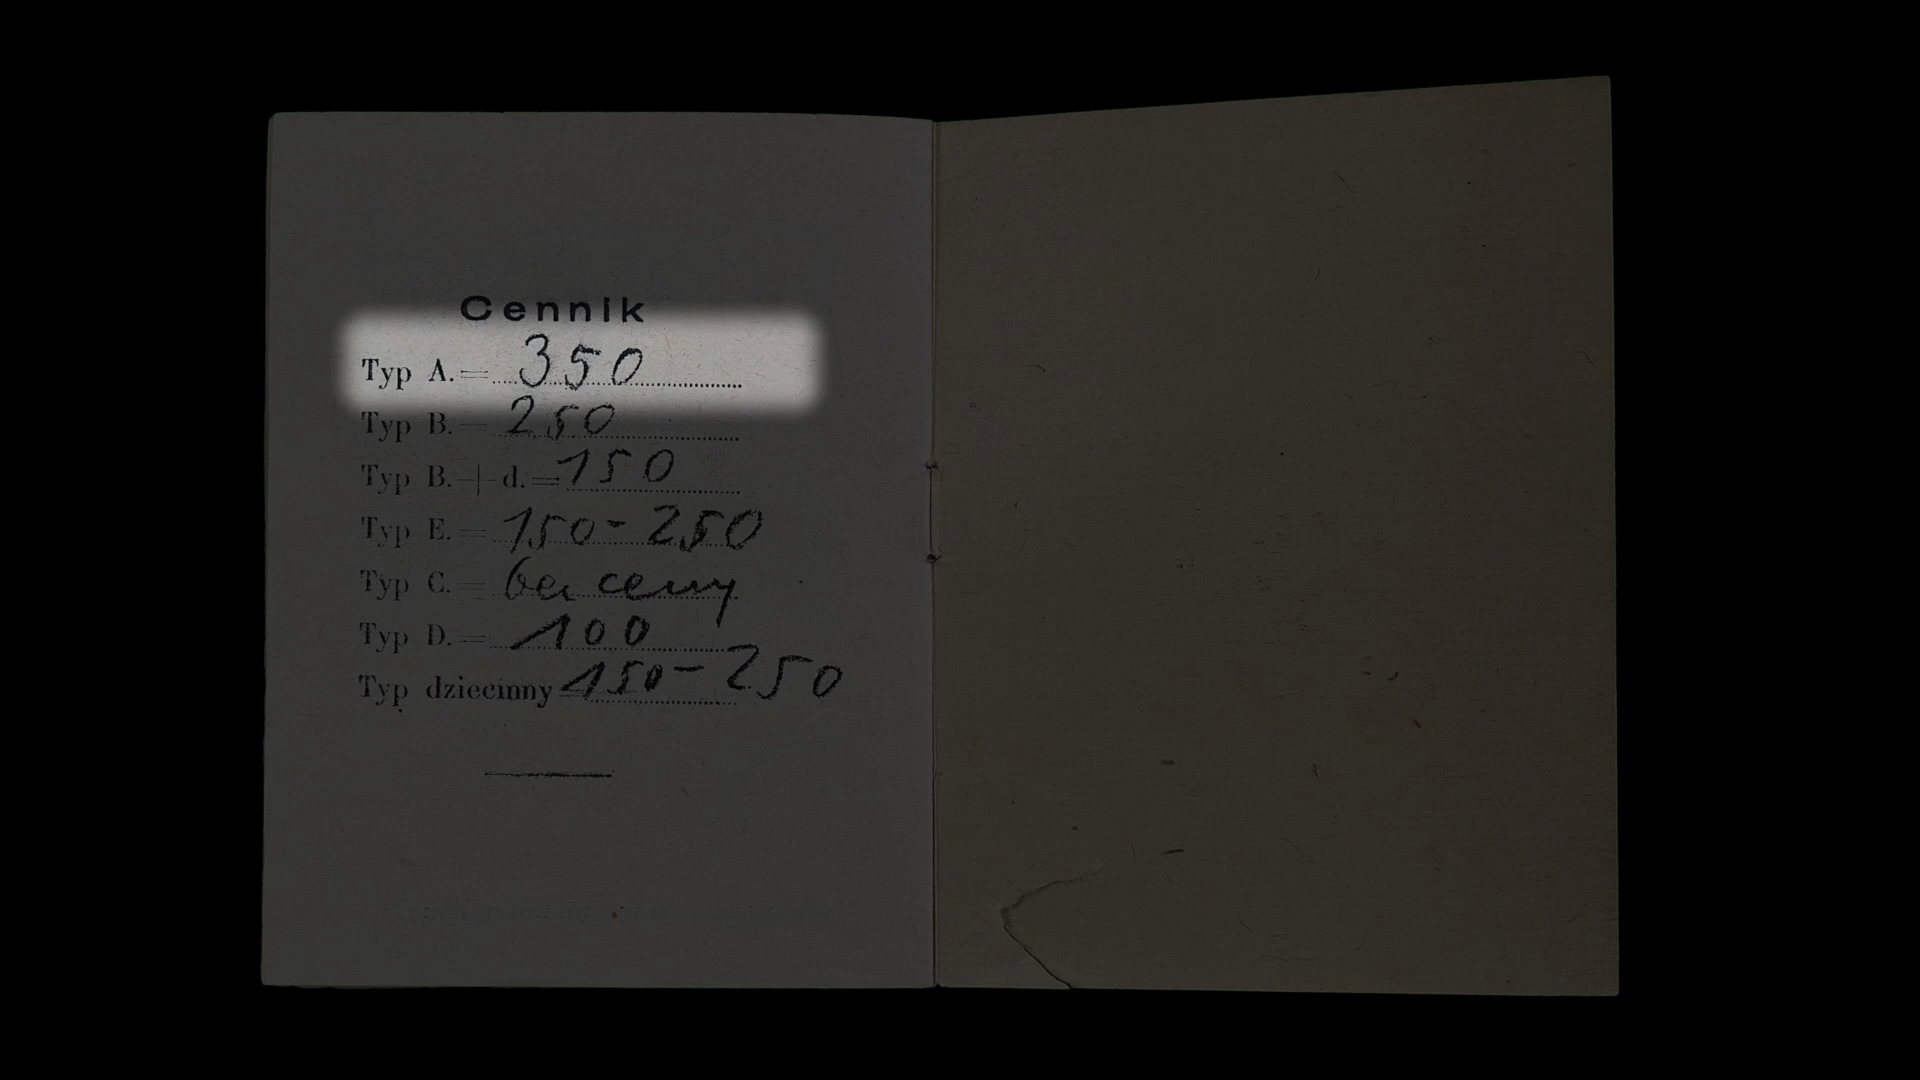 Cennik
Typ A. = 350
Typ B. = 250
Typ B. + d. = 150
Typ E. = 150 - 250
Typ C. = bez ceny
Typ D. = 100
Typ dziecinny = 150 - 250